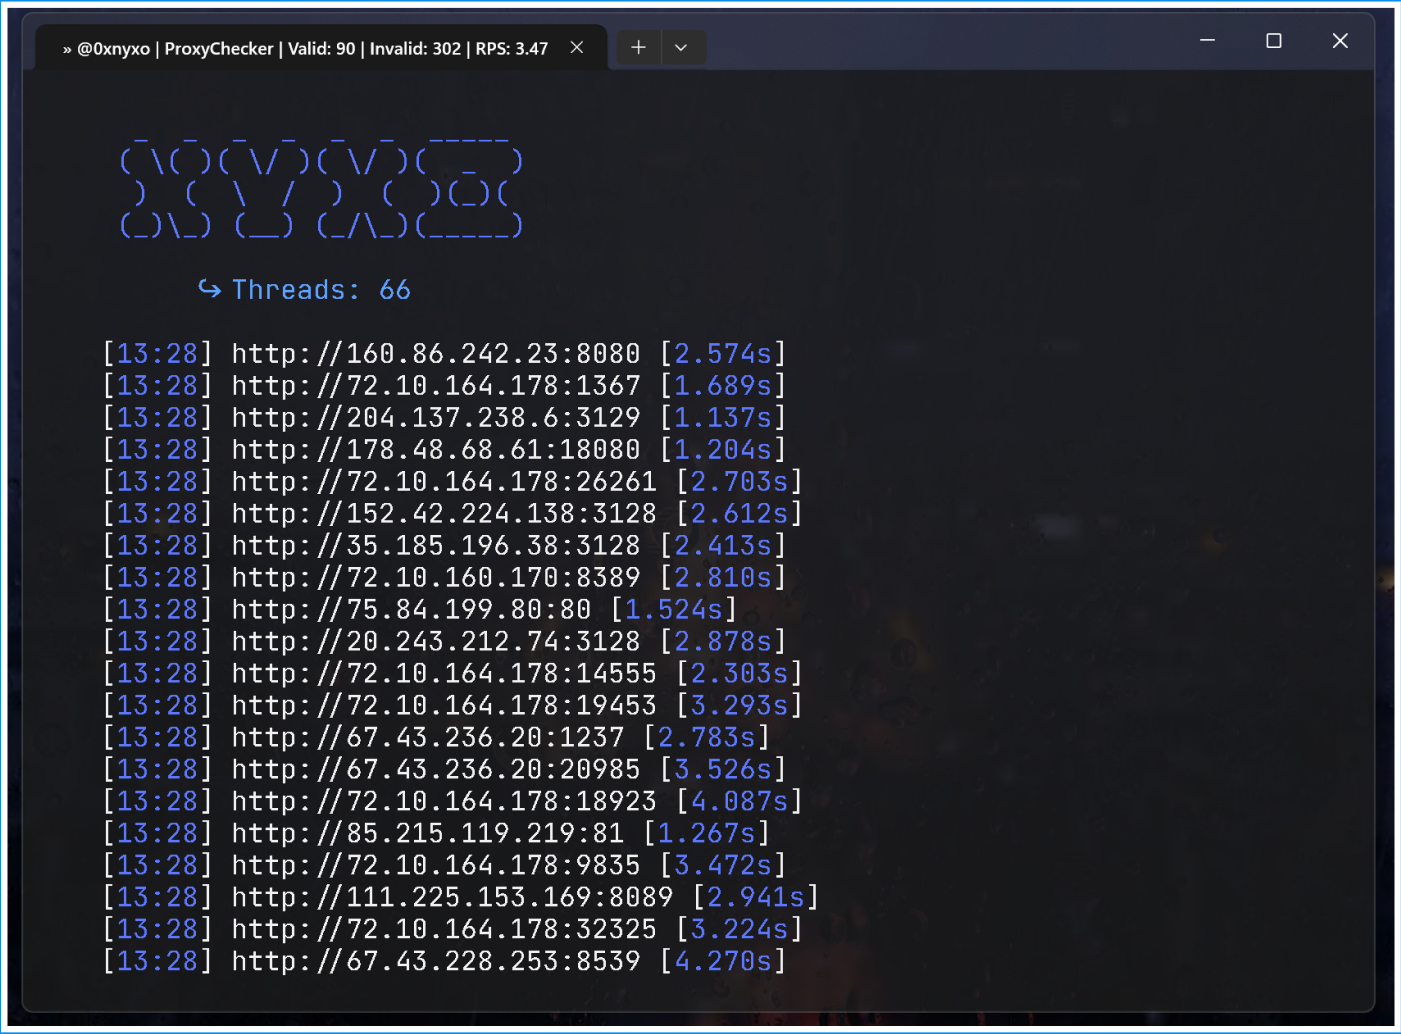 » @0xnyxo | ProxyChecker | Valid: 90 | Invalid: 302 | RPS: 3.47
NYXO
↪ Threads: 66
[13:28] http://160.86.242.23:8080 [2.574s]
[13:28] http://72.10.164.178:1367 [1.689s]
[13:28] http://204.137.238.6:3129 [1.137s]
[13:28] http://178.48.68.61:18080 [1.204s]
[13:28] http://72.10.164.178:26261 [2.703s]
[13:28] http://152.42.224.138:3128 [2.612s]
[13:28] http://35.185.196.38:3128 [2.413s]
[13:28] http://72.10.160.170:8389 [2.810s]
[13:28] http://75.84.199.80:80 [1.524s]
[13:28] http://20.243.212.74:3128 [2.878s]
[13:28] http://72.10.164.178:14555 [2.303s]
[13:28] http://72.10.164.178:19453 [3.293s]
[13:28] http://67.43.236.20:1237 [2.783s]
[13:28] http://67.43.236.20:20985 [3.526s]
[13:28] http://72.10.164.178:18923 [4.087s]
[13:28] http://85.215.119.219:81 [1.267s]
[13:28] http://72.10.164.178:9835 [3.472s]
[13:28] http://111.225.153.169:8089 [2.941s]
[13:28] http://72.10.164.178:32325 [3.224s]
[13:28] http://67.43.228.253:8539 [4.270s]